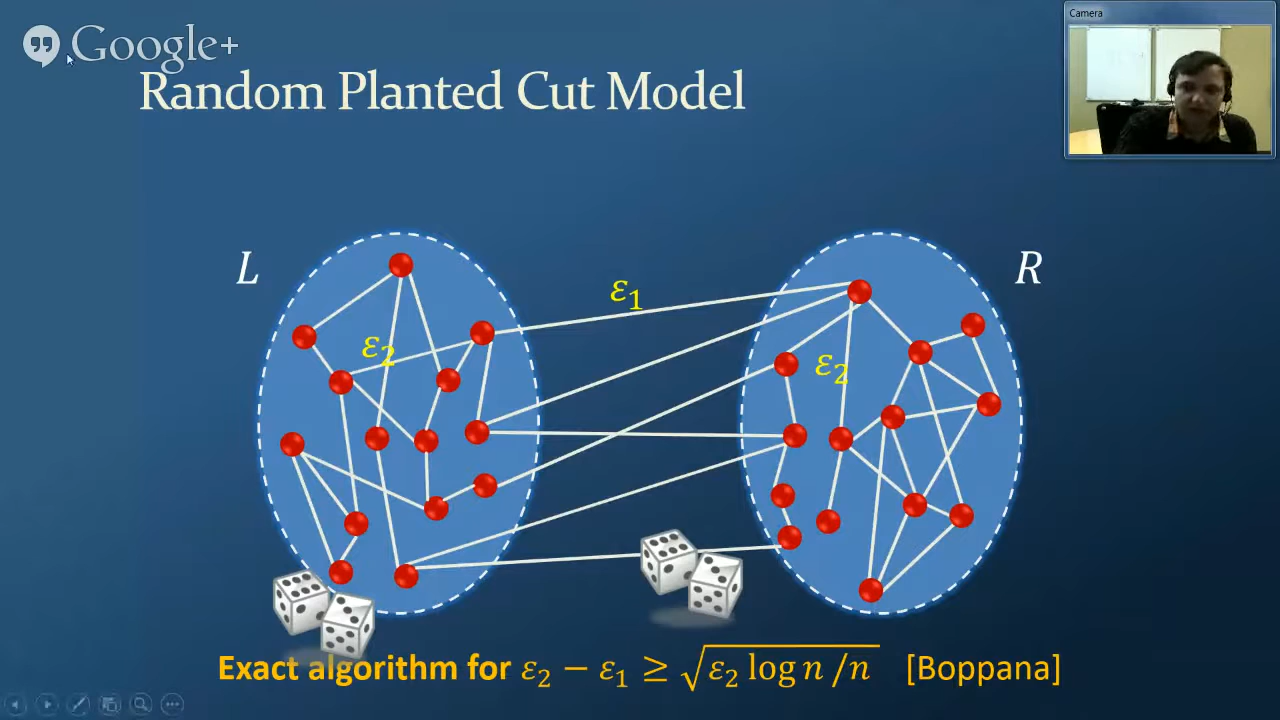 Google+
Camera
Random Planted Cut Model
L
R
ε₁
ε₂
ε₂
Exact algorithm for ε₂ − ε₁ ≥ √(ε₂ log n /n) [Boppana]